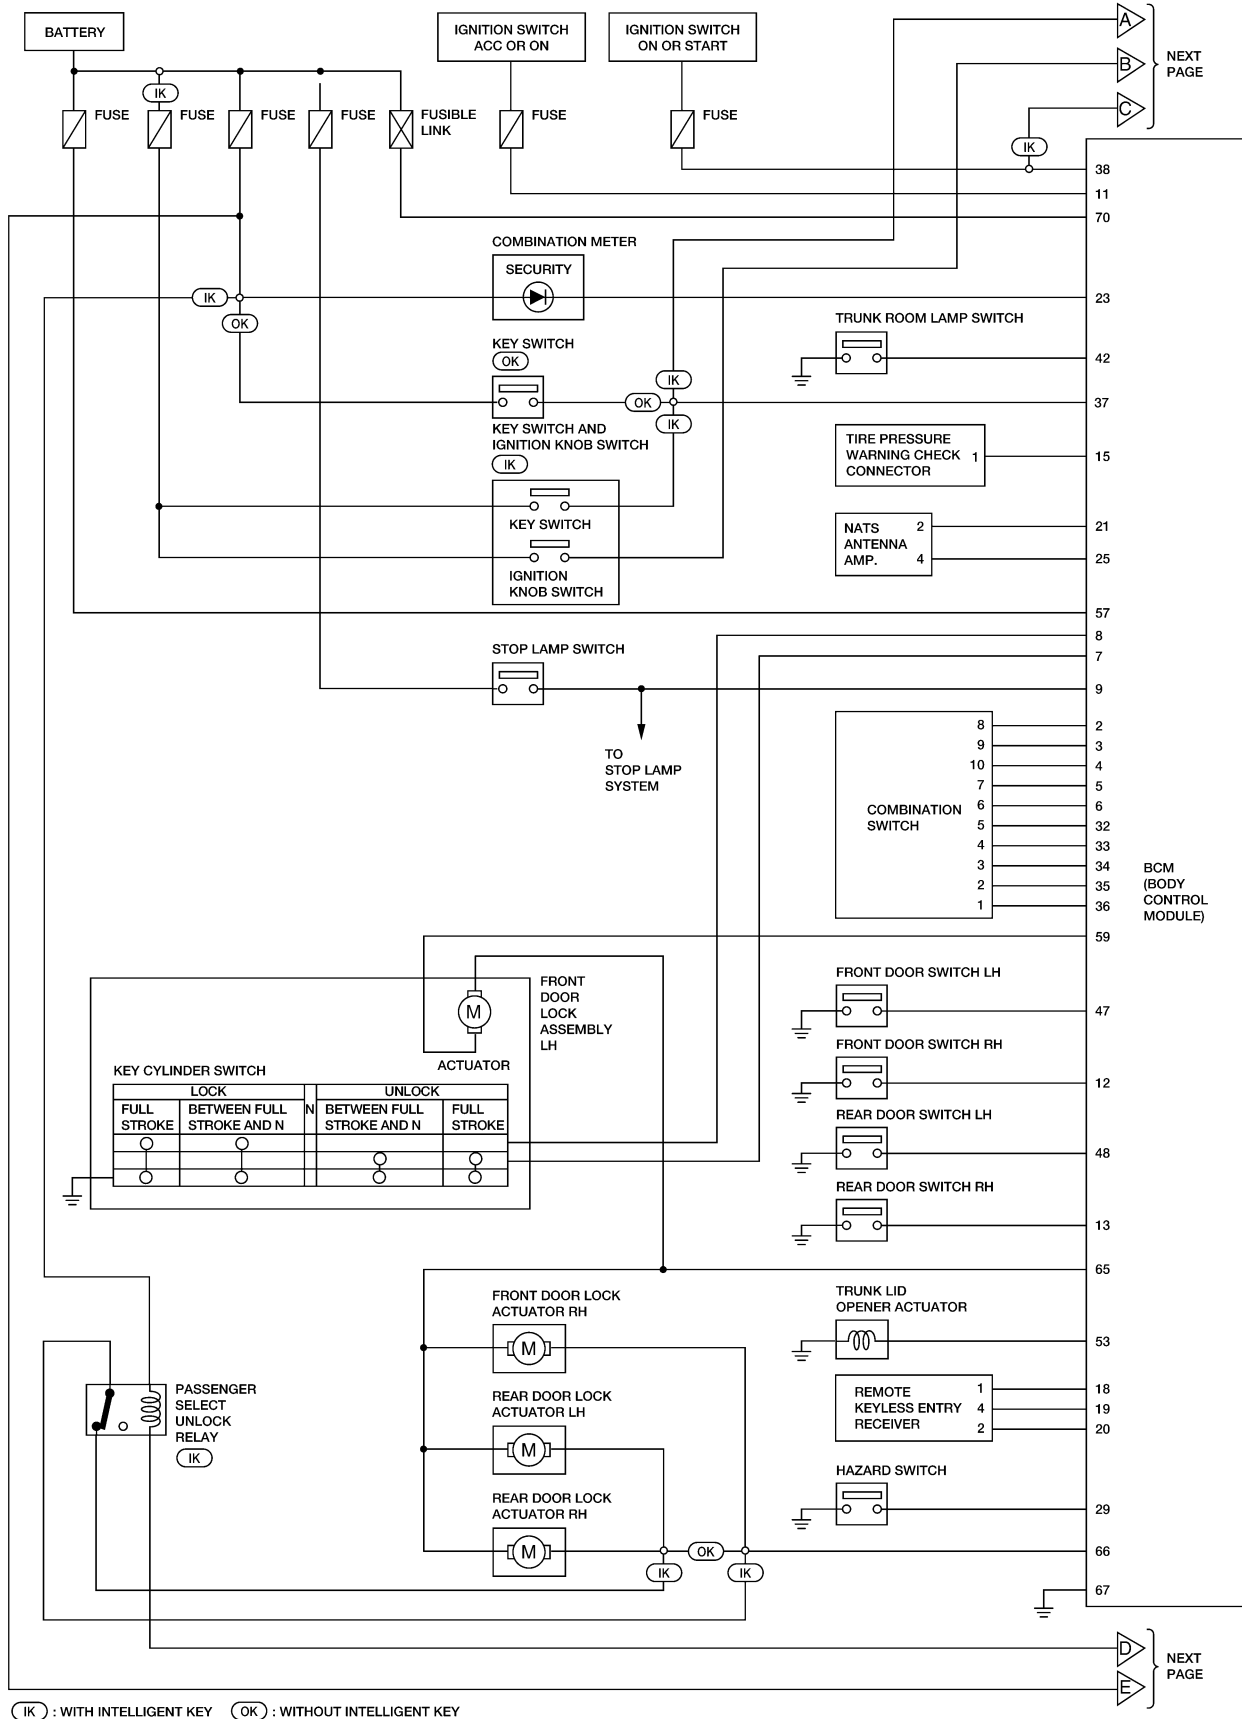 BATTERY
IGNITION SWITCH
ACC OR ON
IGNITION SWITCH
ON OR START
A
B
C
NEXT
PAGE
IK
FUSE
FUSE
FUSE
FUSE
FUSIBLE
LINK
FUSE
FUSE
IK
38
11
70
COMBINATION METER
SECURITY
IK
OK
23
TRUNK ROOM LAMP SWITCH
42
KEY SWITCH
OK
IK
OK
IK
37
KEY SWITCH AND
IGNITION KNOB SWITCH
IK
KEY SWITCH
IGNITION
KNOB SWITCH
TIRE PRESSURE
WARNING CHECK 1
CONNECTOR
15
NATS 2
ANTENNA
AMP. 4
21
25
57
8
7
STOP LAMP SWITCH
9
TO
STOP LAMP
SYSTEM
COMBINATION
SWITCH
8 2
9 3
10 4
7 5
6 6
5 32
4 33
3 34
2 35
1 36
BCM
(BODY
CONTROL
MODULE)
59
FRONT
DOOR
LOCK
ASSEMBLY
LH
M
ACTUATOR
KEY CYLINDER SWITCH
LOCK N UNLOCK
FULL
STROKE
BETWEEN FULL
STROKE AND N
BETWEEN FULL
STROKE AND N
FULL
STROKE
FRONT DOOR SWITCH LH
47
FRONT DOOR SWITCH RH
12
REAR DOOR SWITCH LH
48
REAR DOOR SWITCH RH
13
65
FRONT DOOR LOCK
ACTUATOR RH
M
TRUNK LID
OPENER ACTUATOR
53
PASSENGER
SELECT
UNLOCK
RELAY
IK
REAR DOOR LOCK
ACTUATOR LH
M
REMOTE
KEYLESS ENTRY
RECEIVER
1 18
4 19
2 20
HAZARD SWITCH
29
REAR DOOR LOCK
ACTUATOR RH
M
OK
IK
IK
66
67
D
E
NEXT
PAGE
IK : WITH INTELLIGENT KEY OK : WITHOUT INTELLIGENT KEY